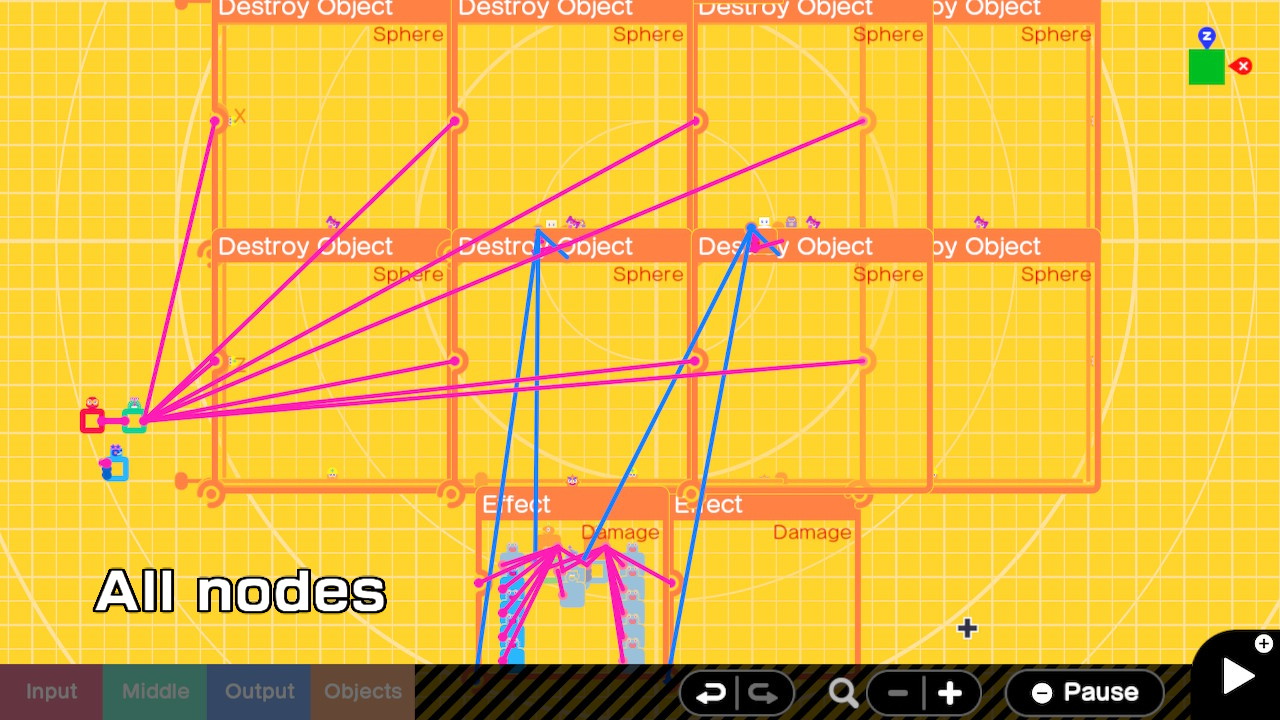 Destroy Object Destroy Object Destroy Object oy Object
Sphere Sphere Sphere Sphere
X
Z
Destroy Object Destroy Object Destroy Object oy Object
Sphere Sphere Sphere Sphere
Z
X
Effect Effect
Damage Damage
All nodes
Input Middle Output Objects
Pause